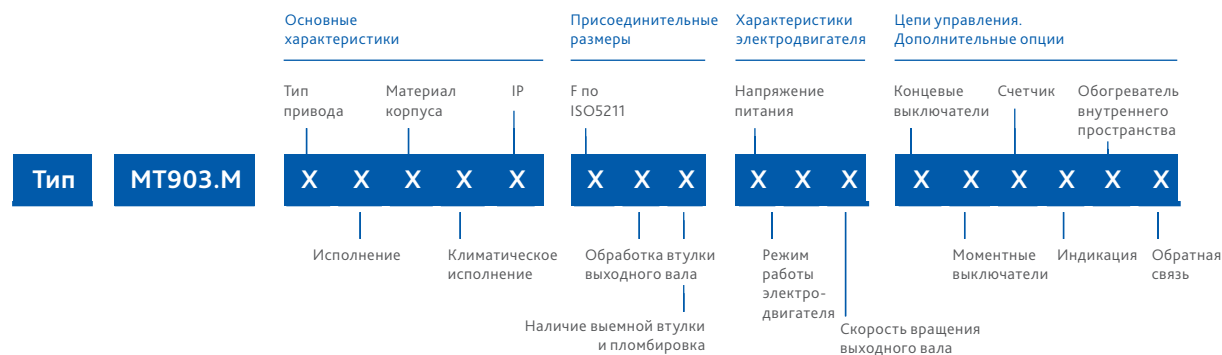 Основные
характеристики
Присоединительные
размеры
Характеристики
электродвигателя
Цепи управления.
Дополнительные опции
Тип
привода
Материал
корпуса
IP
F по
ISO5211
Напряжение
питания
Концевые
выключатели
Счетчик
Обогреватель
внутреннего
пространства
Тип MT903.M X X X X X X X X X X X X X X X X X
Исполнение
Климатическое
исполнение
Обработка втулки
выходного вала
Наличие выемной втулки
и пломбировка
Режим
работы
электро-
двигателя
Скорость вращения
выходного вала
Моментные
выключатели
Индикация
Обратная
связь